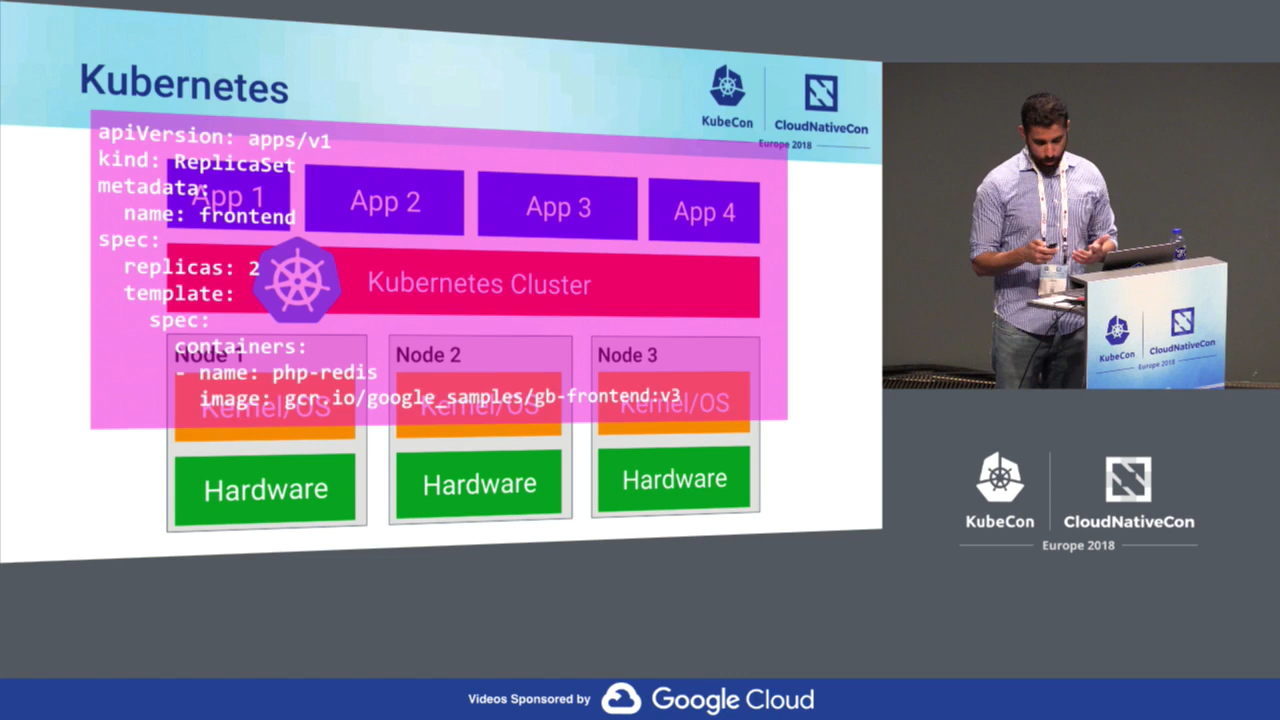 Kubernetes
KubeCon
CloudNativeCon
Europe 2018
apiVersion: apps/v1
kind: ReplicaSet
metadata:
name: frontend
spec:
replicas: 2
template:
spec:
containers:
- name: php-redis
image: gcr.io/google_samples/gb-frontend:v3
App 1
App 2
App 3
App 4
Kubernetes Cluster
Node 1
Node 2
Node 3
Kernel/OS
Kernel/OS
Kernel/OS
Hardware
Hardware
Hardware
KubeCon
CloudNativeCon
Europe 2018
KubeCon
CloudNativeCon
Europe 2018
Videos Sponsored by
Google Cloud